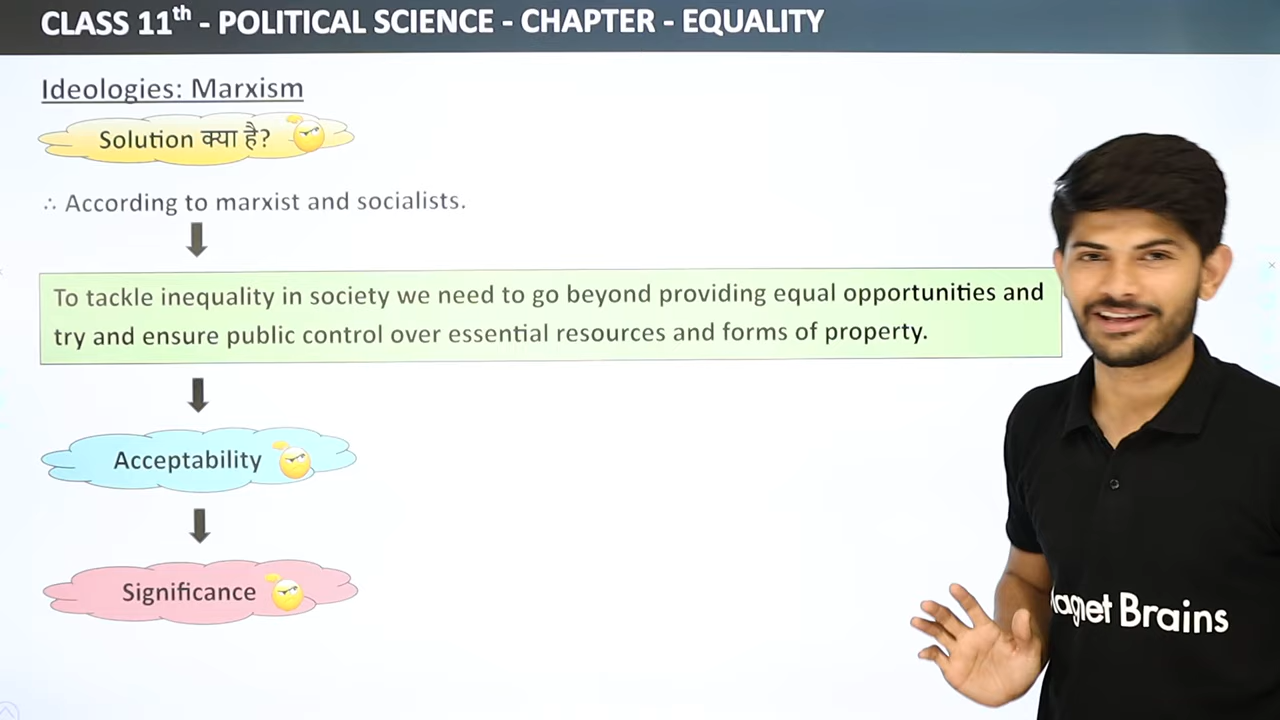 CLASS 11th - POLITICAL SCIENCE - CHAPTER - EQUALITY
Ideologies: Marxism
Solution क्या है?
∴ According to marxist and socialists.
To tackle inequality in society we need to go beyond providing equal opportunities and
try and ensure public control over essential resources and forms of property.
Acceptability
Significance
agnet Brains